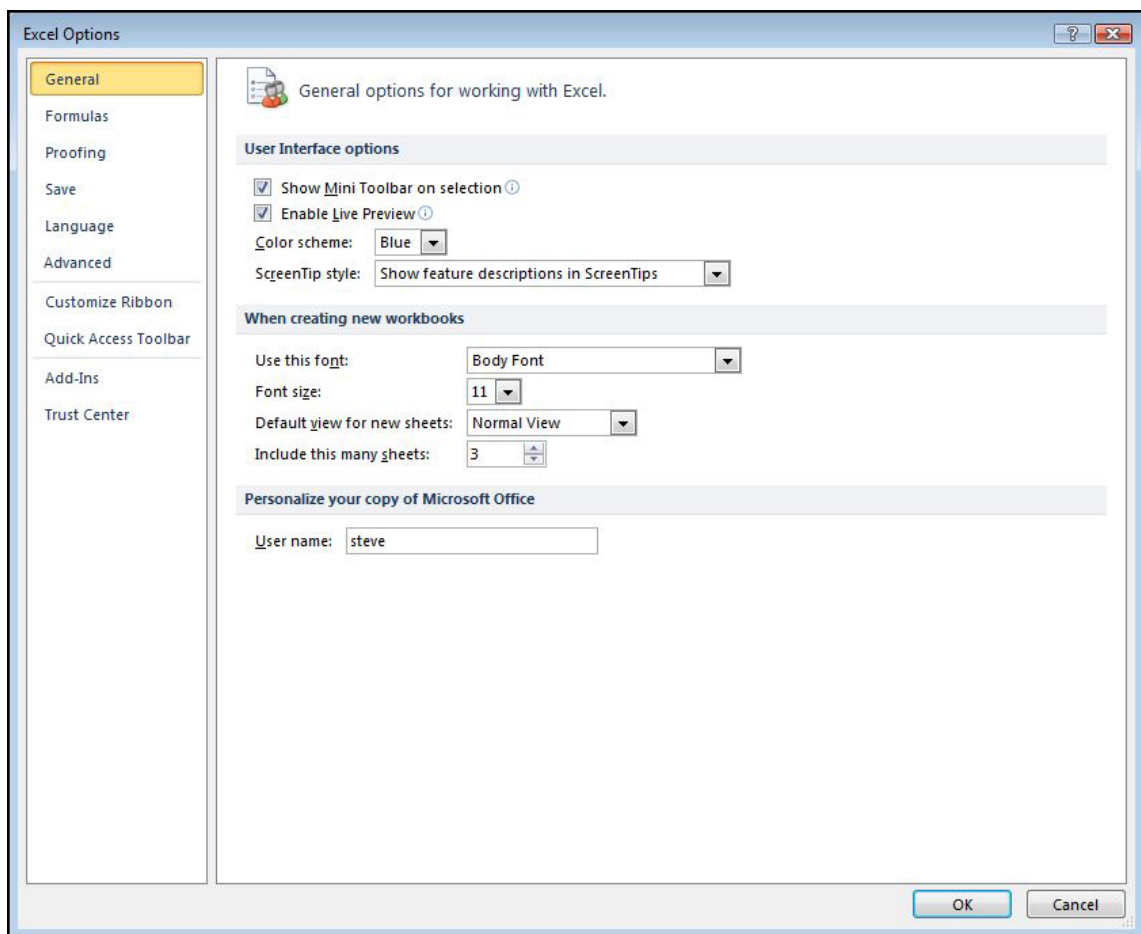 Excel Options
General
Formulas
Proofing
Save
Language
Advanced
Customize Ribbon
Quick Access Toolbar
Add-Ins
Trust Center
General options for working with Excel.
User Interface options
Show Mini Toolbar on selection
Enable Live Preview
Color scheme: Blue
ScreenTip style: Show feature descriptions in ScreenTips
When creating new workbooks
Use this font: Body Font
Font size: 11
Default view for new sheets: Normal View
Include this many sheets: 3
Personalize your copy of Microsoft Office
User name: steve
OK Cancel